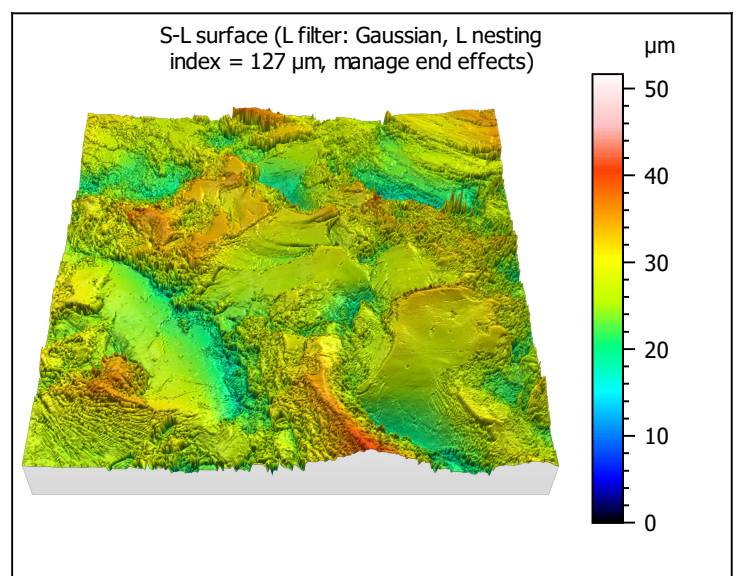 S-L surface (L filter: Gaussian, L nesting
index = 127 µm, manage end effects)
µm
50
40
30
20
10
0